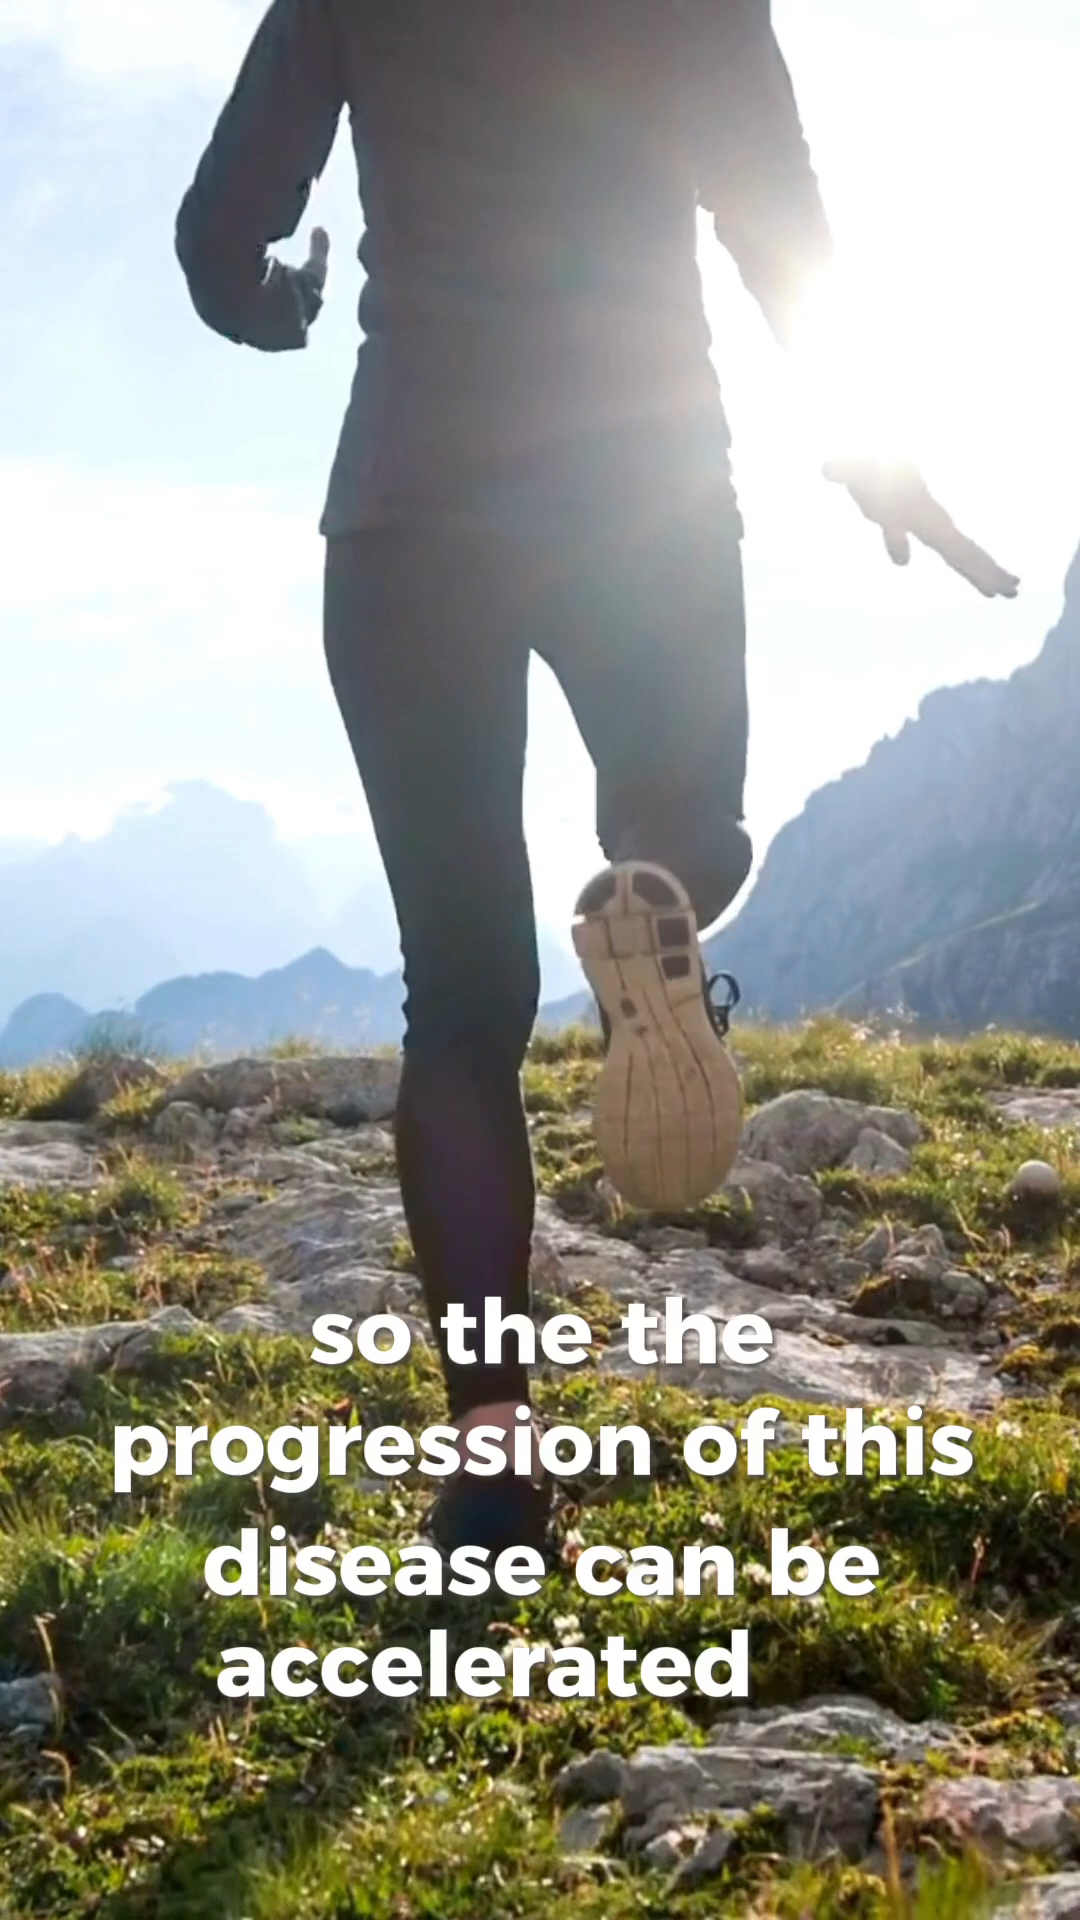 so the the
progression of this
disease can be
accelerated